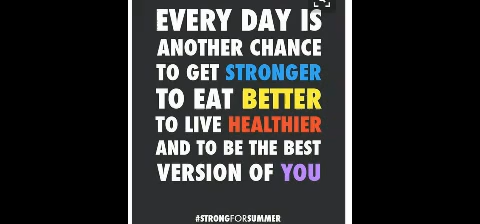 EVERY DAY IS
ANOTHER CHANCE
TO GET STRONGER
TO EAT BETTER
TO LIVE HEALTHIER
AND TO BE THE BEST
VERSION OF YOU
#STRONGFORSUMMER